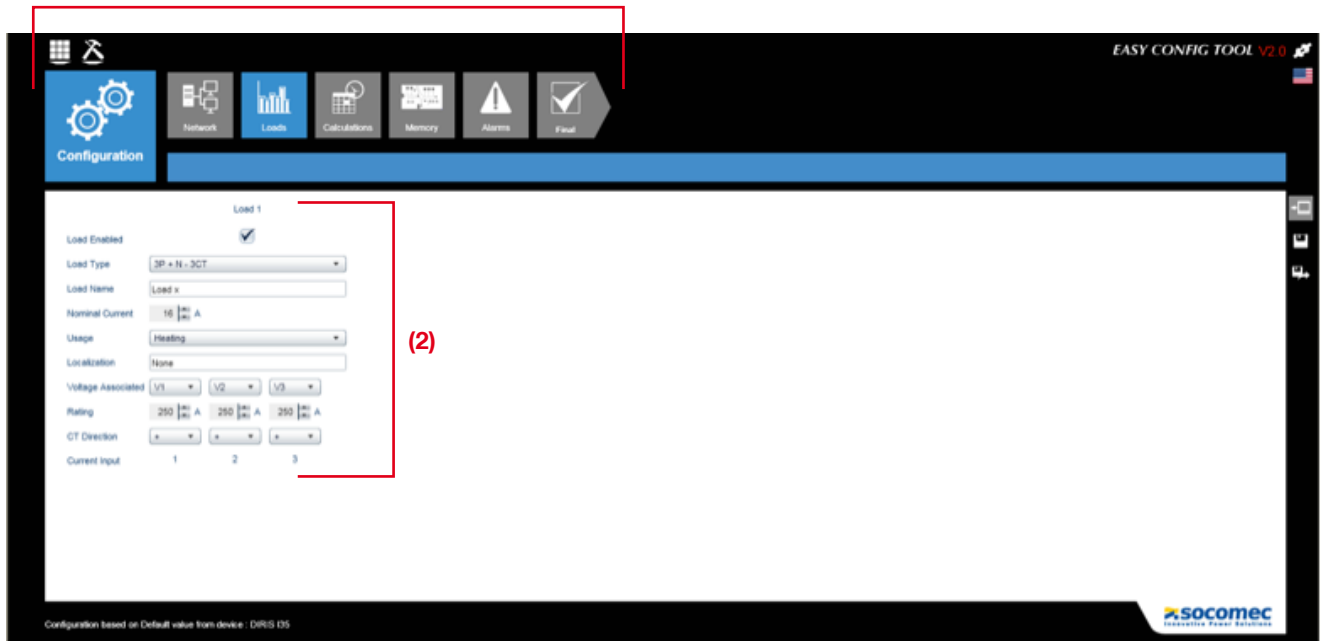 EASY CONFIG TOOL V2.0
Configuration
Network
Loads
Calculations
Memory
Alarms
Final
Load 1
Load Enabled
Load Type 3P + N - 3CT
Load Name Load x
Nominal Current 16 A
Usage Heating
Localization None
Voltage Associated V1 V2 V3
Rating 250 A 250 A 250 A
CT Direction + + +
Current Input 1 2 3
(2)
Configuration based on Default value from device : DIRIS I35
socomec
Innovative Power Solutions